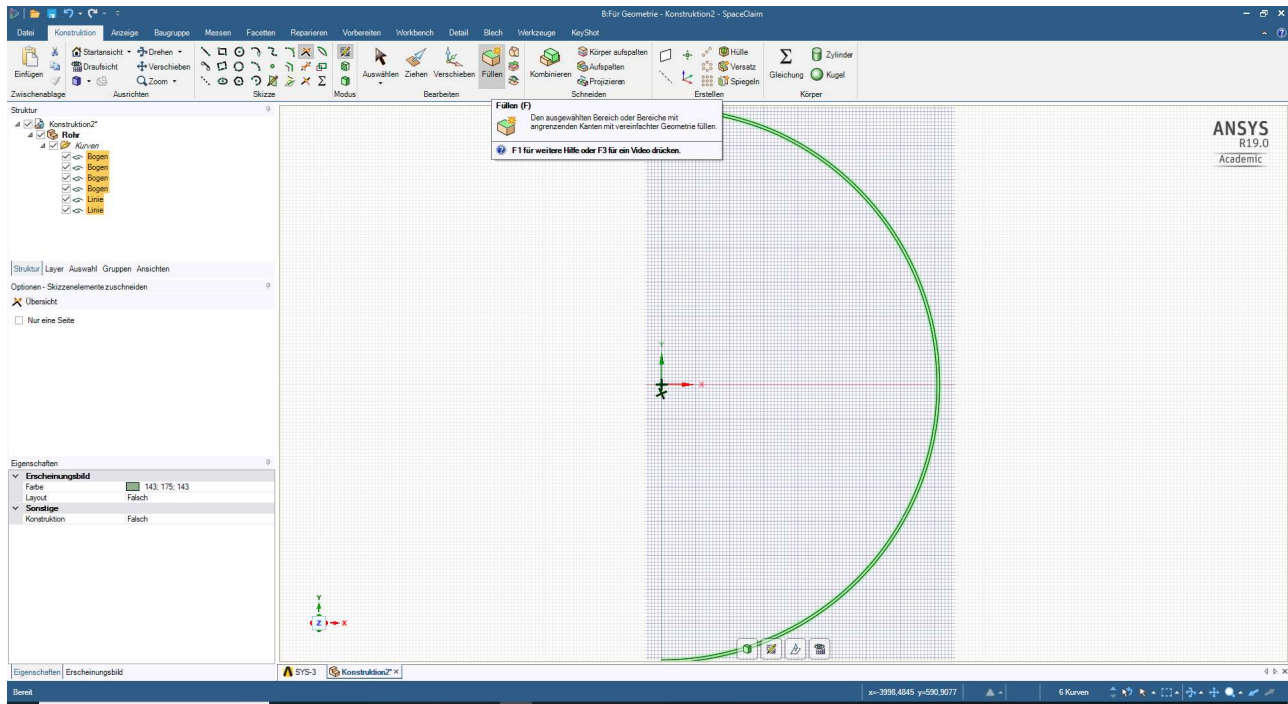 B:Für Geometrie - Konstruktion2 - SpaceClaim
Datei Konstruktion Anzeige Baugruppe Messen Facetten Reparieren Vorbereiten Workbench Detail Blech Werkzeuge KeyShot
Einfügen
Startansicht
Drehen
Draufsicht
Verschieben
Zoom
Auswählen Ziehen Verschieben Füllen
Kombinieren
Körper aufspalten
Aufspalten
Projizieren
Hülle
Versatz
Spiegeln
Gleichung
Zylinder
Kugel
Zwischenablage Ausrichten Skizze Modus Bearbeiten Schneiden Erstellen Körper
Struktur
Konstruktion2*
Rohr
Kurven
Bogen
Bogen
Bogen
Bogen
Linie
Linie
Füllen (F)
Den ausgewählten Bereich oder Bereiche mit
angrenzenden Kanten mit vereinfachter Geometrie füllen.
F1 für weitere Hilfe oder F3 für ein Video drücken.
ANSYS
R19.0
Academic
Struktur Layer Auswahl Gruppen Ansichten
Optionen - Skizzenelemente zuschneiden
Übersicht
Nur eine Seite
Y
X
Eigenschaften
Erscheinungsbild
Farbe 143; 175; 143
Layout Falsch
Sonstige
Konstruktion Falsch
Y
Z X
Eigenschaften Erscheinungsbild
SYS-3 Konstruktion2*
Bereit
x=-3998,4845 y=590,9077
6 Kurven